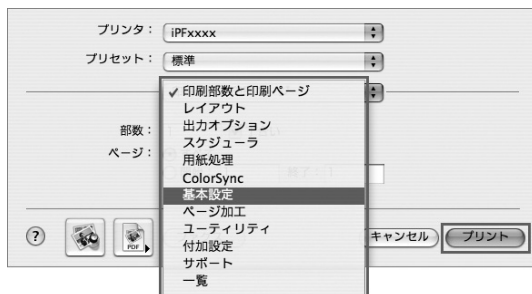 プリンタ： iPFxxxx
プリセット： 標準
✓ 印刷部数と印刷ページ
レイアウト
部数： 出力オプション
スケジューラ
ページ： 用紙処理
ColorSync
基本設定
ページ加工
ユーティリティ
付加設定
サポート
一覧
? PDF キャンセル プリント